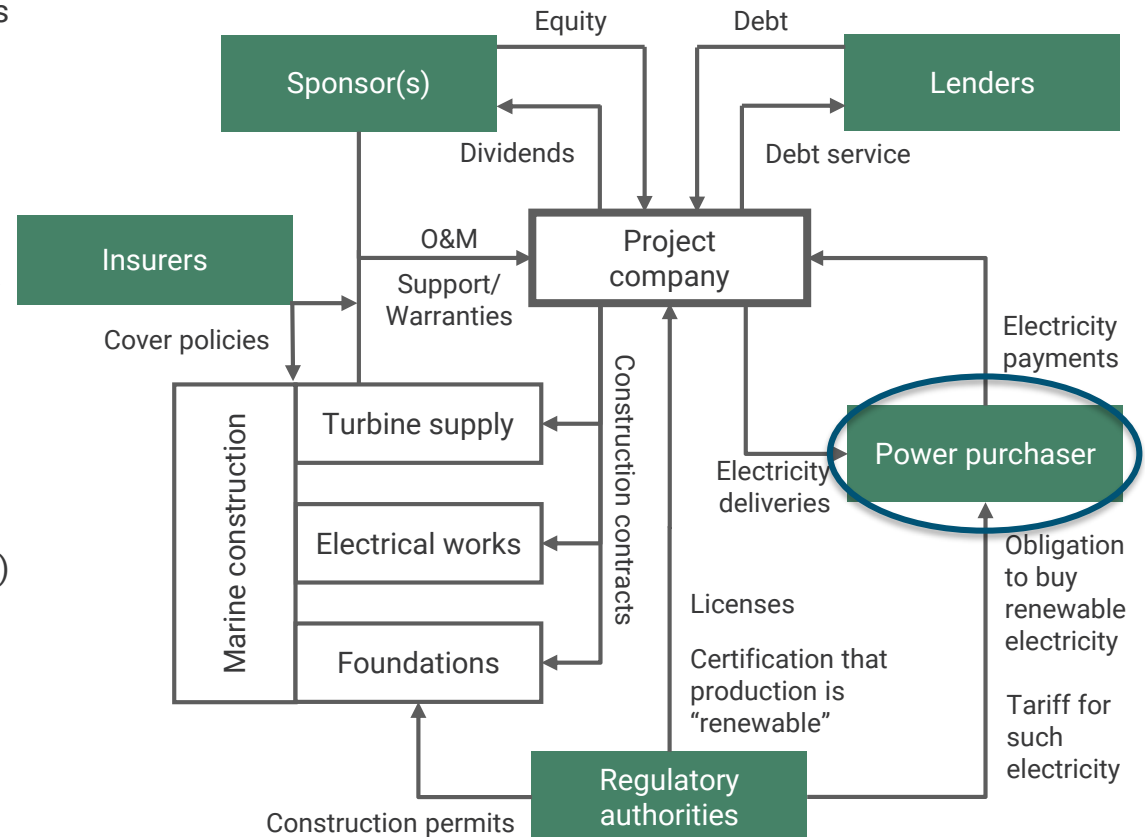 s
Equity
Debt
Sponsor(s)
Lenders
Dividends
Debt service
Insurers
O&M
Project
company
Support/
Warranties
Cover policies
Electricity
payments
Marine construction
Turbine supply
Construction contracts
Power purchaser
Electricity
deliveries
Electrical works
)
Obligation
to buy
renewable
electricity
Licenses
Foundations
Certification that
production is
“renewable”
Tariff for
such
electricity
Regulatory
authorities
Construction permits